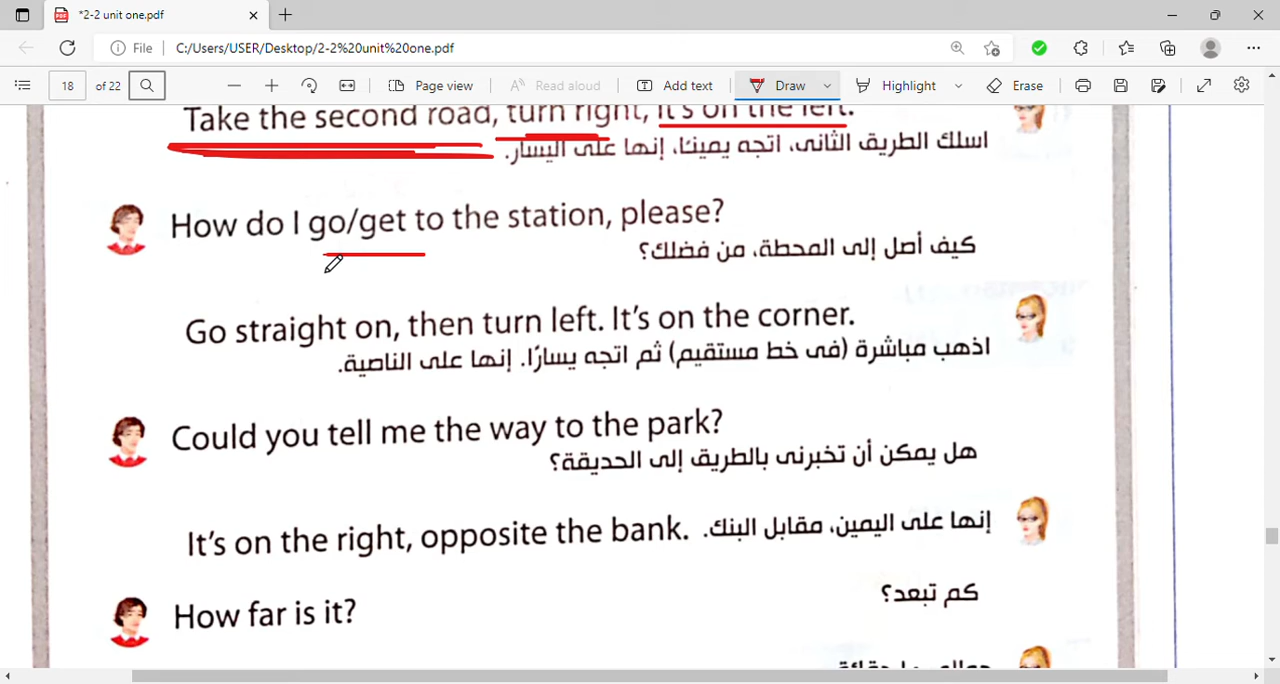 *2-2 unit one.pdf
File
C:/Users/USER/Desktop/2-2%20unit%20one.pdf
18 of 22
Page view
Read aloud
Add text
Draw
Highlight
Erase
Take the second road, turn right, It's on the left.
اسلك الطريق الثانى، اتجه يمينًا، إنها على اليسار.
How do I go/get to the station, please?
كيف أصل إلى المحطة، من فضلك؟
Go straight on, then turn left. It's on the corner.
اذهب مباشرة (فى خط مستقيم) ثم اتجه يسارًا. إنها على الناصية.
Could you tell me the way to the park?
هل يمكن أن تخبرنى بالطريق إلى الحديقة؟
It's on the right, opposite the bank. إنها على اليمين، مقابل البنك.
كم تبعد؟
How far is it?